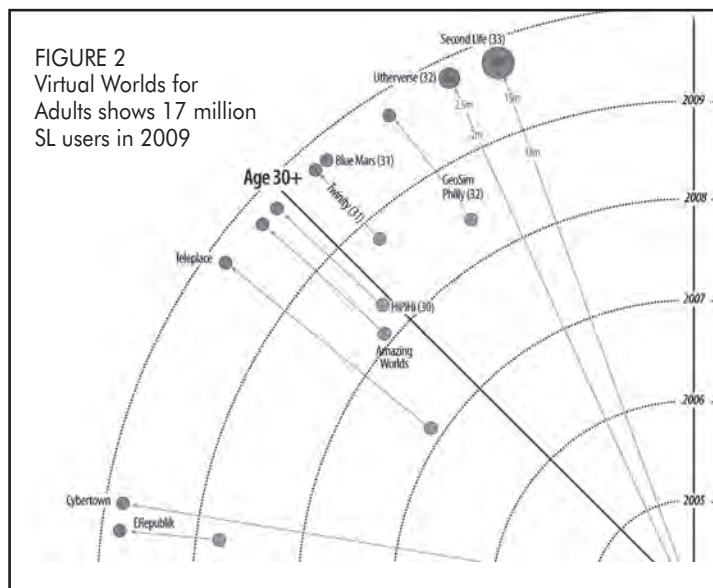 FIGURE 2
Virtual Worlds for
Adults shows 17 million
SL users in 2009
Second Life (33)
Utherverse (32)
2009
15m
2.5m
2m
13m
Blue Mars (31)
Age 30+
Twinity (31)
GeoSim
Philly (32)
2008
Teleplace
2007
HiPiHi (30)
Amazing
Worlds
2006
Cybertown
2005
ERepublik